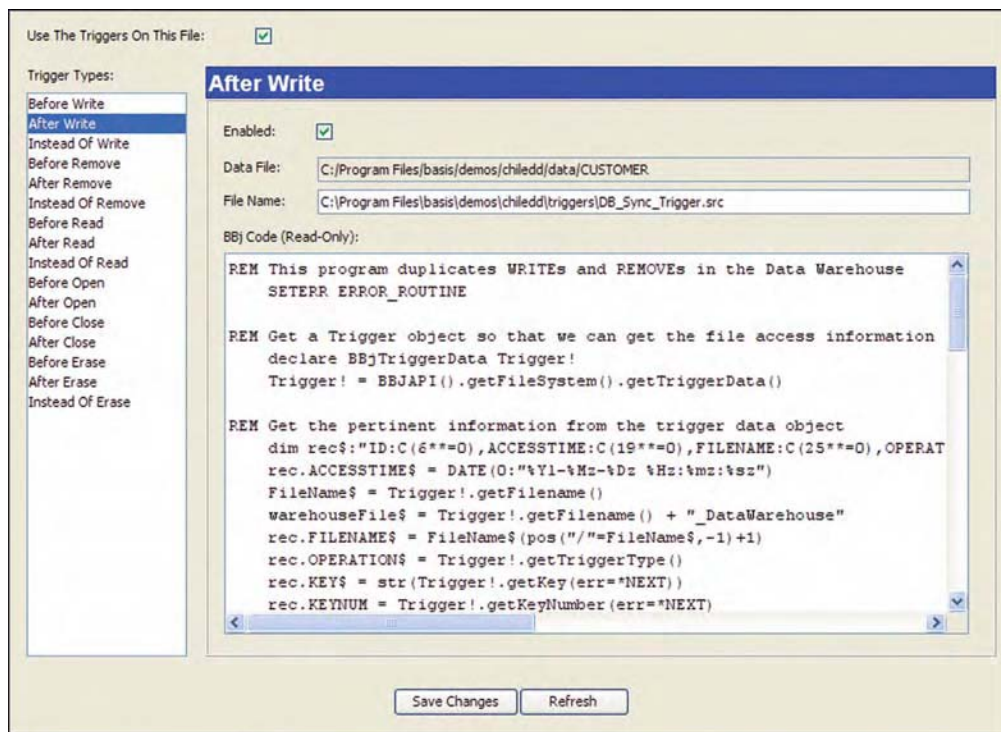 Use The Triggers On This File:
Trigger Types:
Before Write
After Write
Instead Of Write
Before Remove
After Remove
Instead Of Remove
Before Read
After Read
Instead Of Read
Before Open
After Open
Before Close
After Close
Before Erase
After Erase
Instead Of Erase
After Write
Enabled:
Data File: C:/Program Files/basis/demos/chiledd/data/CUSTOMER
File Name: C:\Program Files\basis\demos\chiledd\triggers\DB_Sync_Trigger.src
BBj Code (Read-Only):
REM This program duplicates WRITEs and REMOVEs in the Data Warehouse
SETERR ERROR_ROUTINE
REM Get a Trigger object so that we can get the file access information
declare BBjTriggerData Trigger!
Trigger! = BBJAPI().getFileSystem().getTriggerData()
REM Get the pertinent information from the trigger data object
dim rec$:"ID:C(6**=0),ACCESSTIME:C(19**=0),FILENAME:C(25**=0),OPERAT
rec.ACCESSTIME$ = DATE(0:"%Yl-%Mz-%Dz %Hz:%mz:%sz")
FileName$ = Trigger!.getFilename()
warehouseFile$ = Trigger!.getFilename() + "_DataWarehouse"
rec.FILENAME$ = FileName$(pos("/"=FileName$,-1)+1)
rec.OPERATION$ = Trigger!.getTriggerType()
rec.KEY$ = str(Trigger!.getKey(err=*NEXT))
rec.KEYNUM = Trigger!.getKeyNumber(err=*NEXT)
Save Changes
Refresh